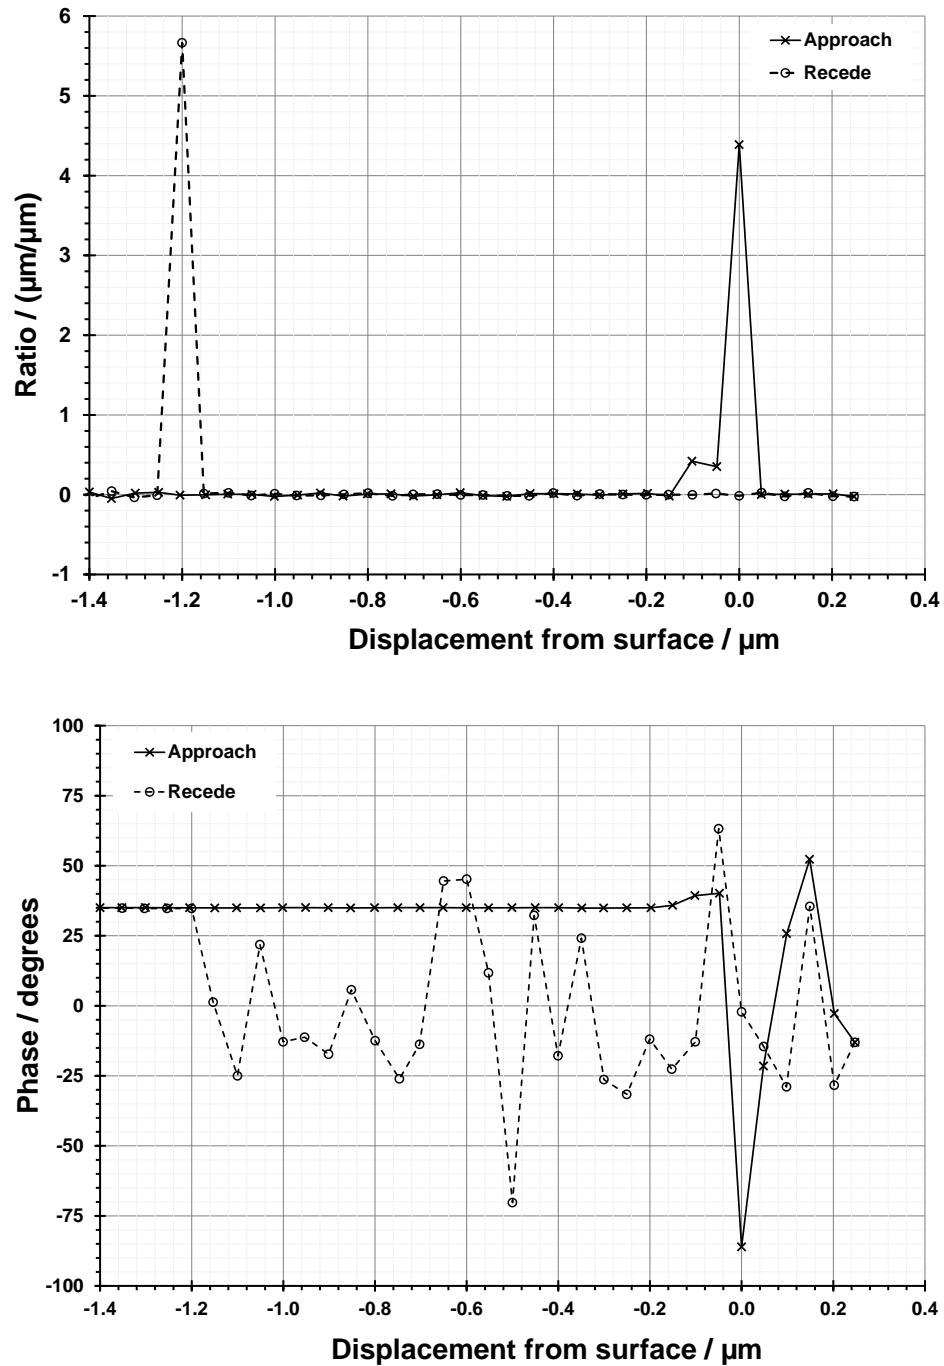 6
Approach
Recede
5
4
3
2
1
0
-1
Ratio / (µm/µm)
-1.4 -1.2 -1.0 -0.8 -0.6 -0.4 -0.2 0.0 0.2 0.4
Displacement from surface / µm
100
Approach
75
Recede
50
25
0
-25
-50
-75
-100
Phase / degrees
-1.4 -1.2 -1.0 -0.8 -0.6 -0.4 -0.2 0.0 0.2 0.4
Displacement from surface / µm